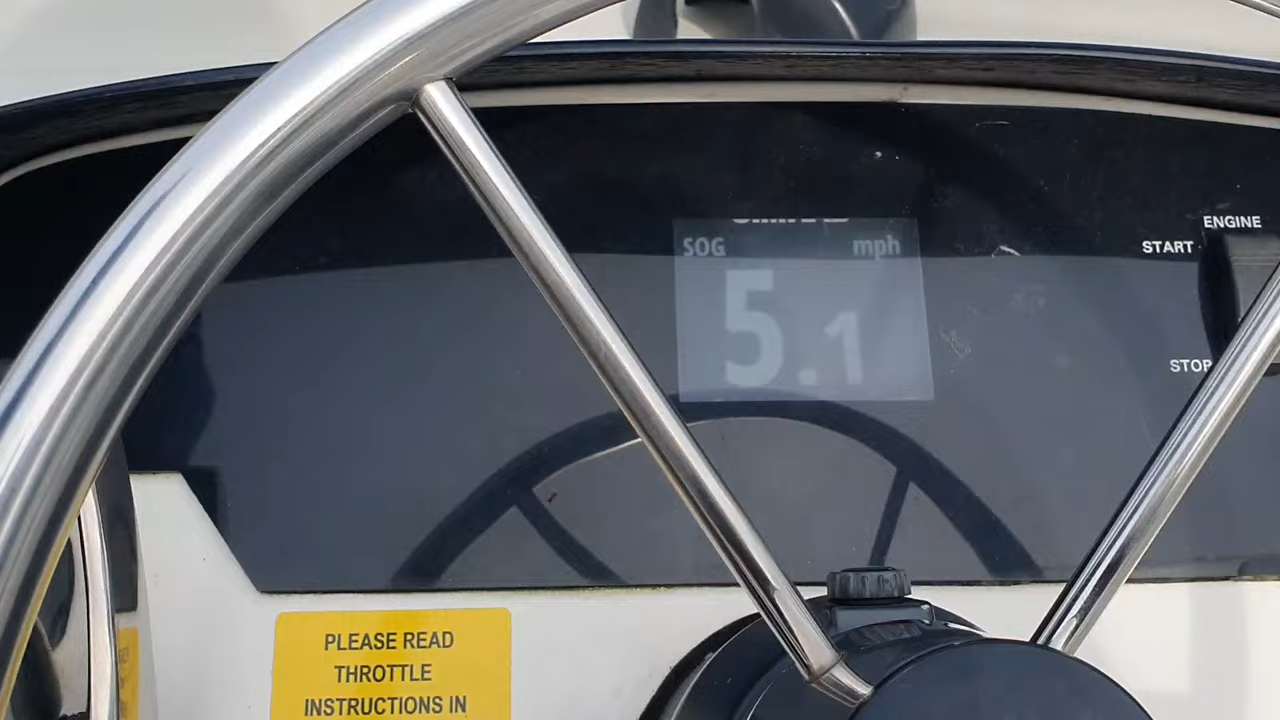 SOG mph
5.1
ENGINE
START
STOP
PLEASE READ
THROTTLE
INSTRUCTIONS IN